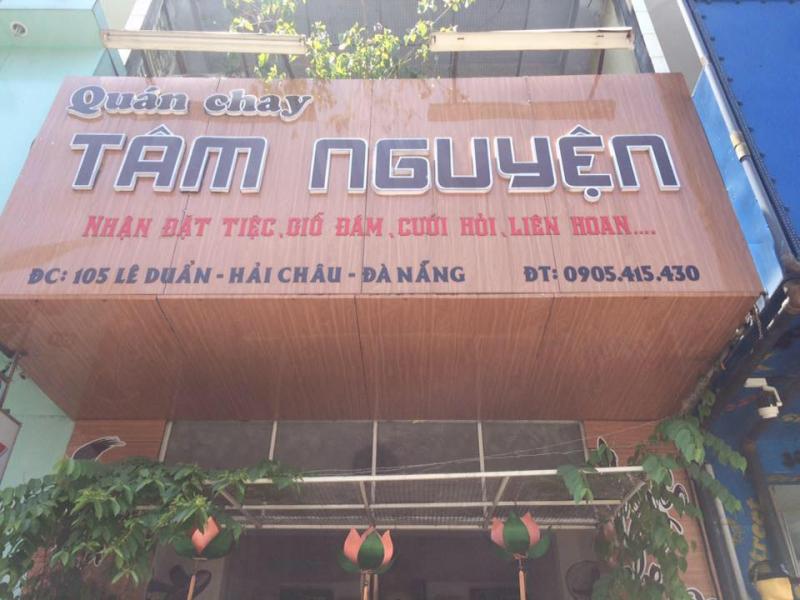 Quán chay
TÂM NGUYỆN
NHẬN ĐẶT TIỆC, GIỖ ĐÁM, CƯỚI HỎI, LIÊN HOAN....
ĐC: 105 LÊ DUẨN - HẢI CHÂU - ĐÀ NẴNG ĐT: 0905.415.430